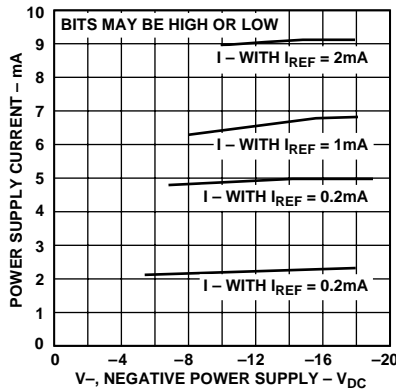 BITS MAY BE HIGH OR LOW
I – WITH IREF = 2mA
I – WITH IREF = 1mA
I – WITH IREF = 0.2mA
I – WITH IREF = 0.2mA
POWER SUPPLY CURRENT – mA
10
9
8
7
6
5
4
3
2
1
0
0 –4 –8 –12 –16 –20
V–, NEGATIVE POWER SUPPLY – VDC